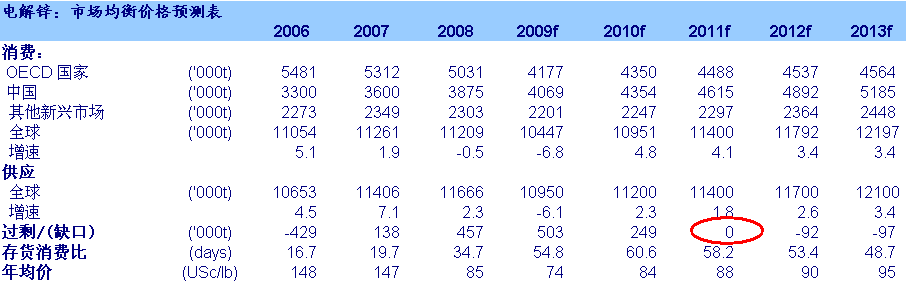 电解锌：市场均衡价格预测表
2006 2007 2008 2009f 2010f 2011f 2012f 2013f
消费：
OECD 国家 ('000t) 5481 5312 5031 4177 4350 4488 4537 4564
中国 ('000t) 3300 3600 3875 4069 4354 4615 4892 5185
其他新兴市场 ('000t) 2273 2349 2303 2201 2247 2297 2364 2448
全球 ('000t) 11054 11261 11209 10447 10951 11400 11792 12197
增速 5.1 1.9 -0.5 -6.8 4.8 4.1 3.4 3.4
供应
全球 ('000t) 10653 11406 11666 10950 11200 11400 11700 12100
增速 4.5 7.1 2.3 -6.1 2.3 1.8 2.6 3.4
过剩/(缺口) ('000t) -429 138 457 503 249 0 -92 -97
存货消费比 (days) 16.7 19.7 34.7 54.8 60.6 58.2 53.4 48.7
年均价 (USc/lb) 148 147 85 74 84 88 90 95